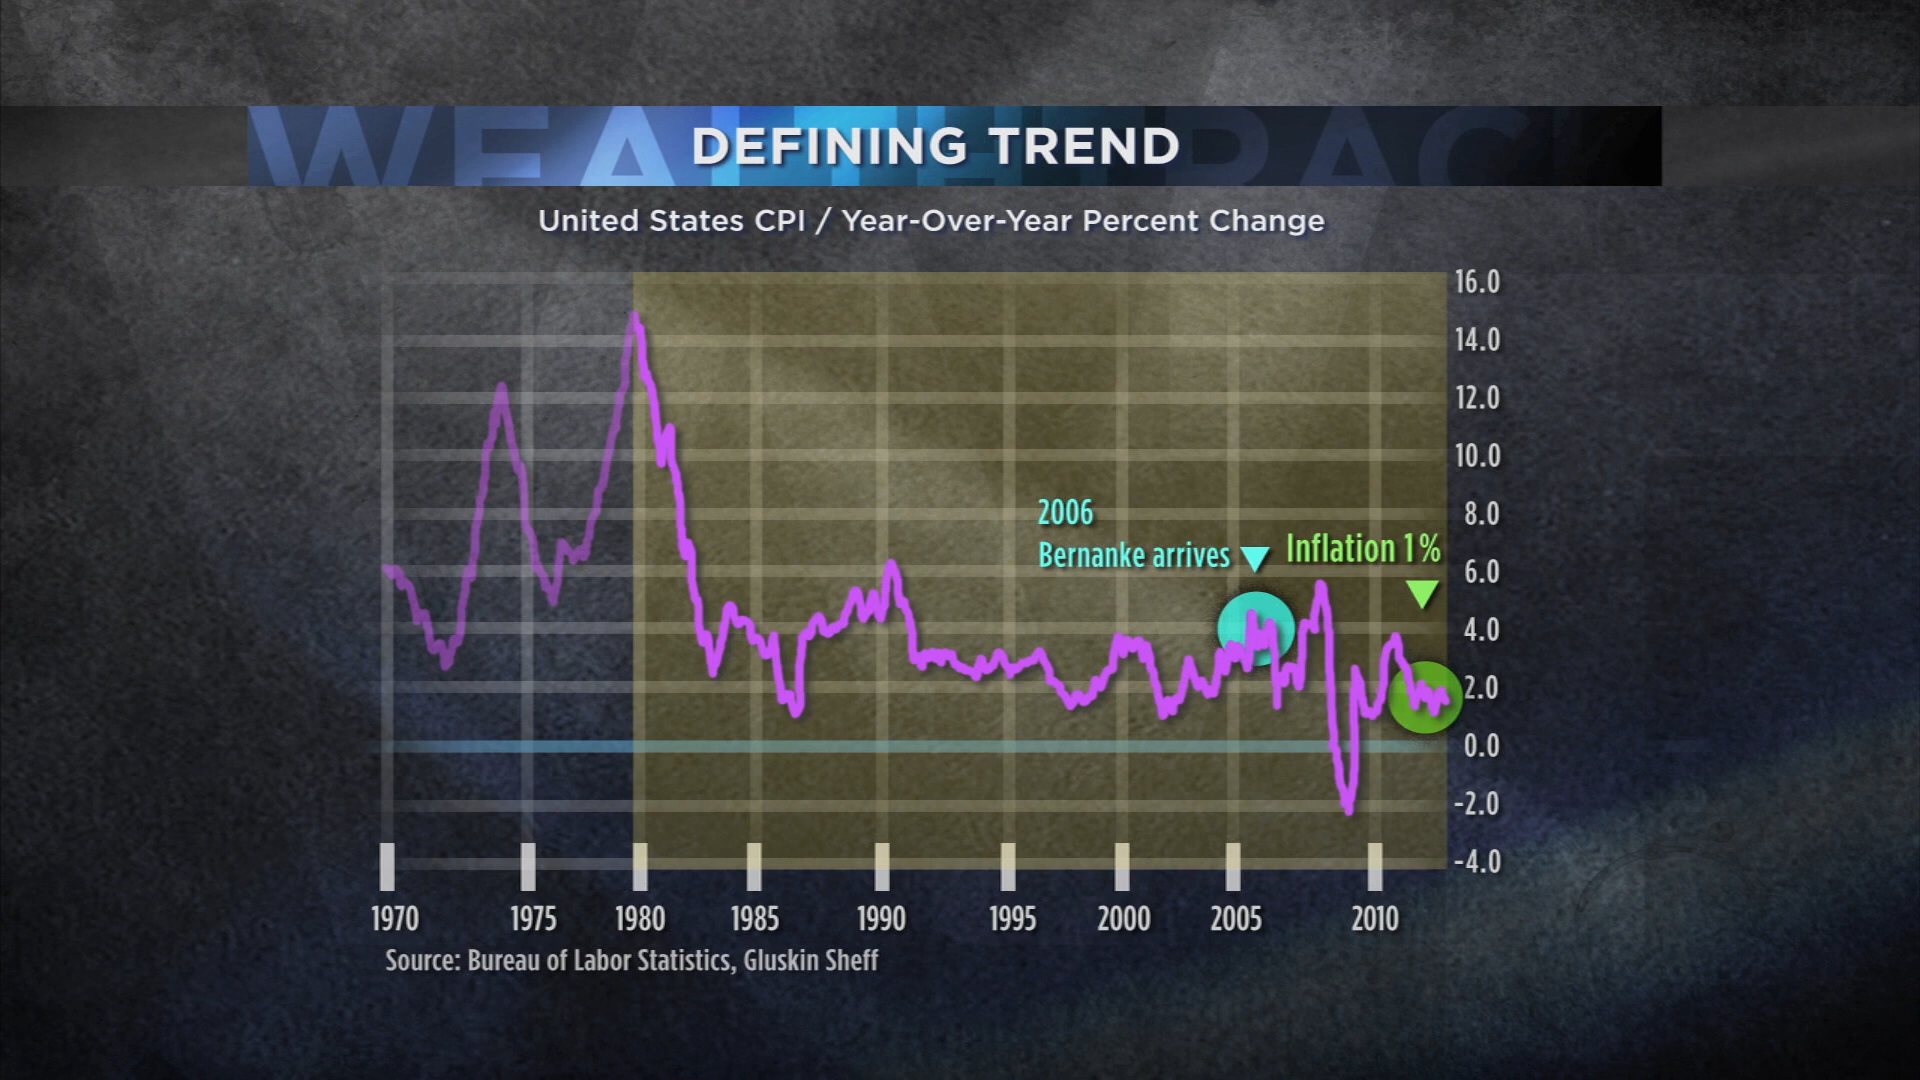 WEALTHTRACK
DEFINING TREND
United States CPI / Year-Over-Year Percent Change
16.0
14.0
12.0
10.0
8.0
6.0
4.0
2.0
0.0
-2.0
-4.0
2006
Bernanke arrives
Inflation 1%
1970 1975 1980 1985 1990 1995 2000 2005 2010
Source: Bureau of Labor Statistics, Gluskin Sheff